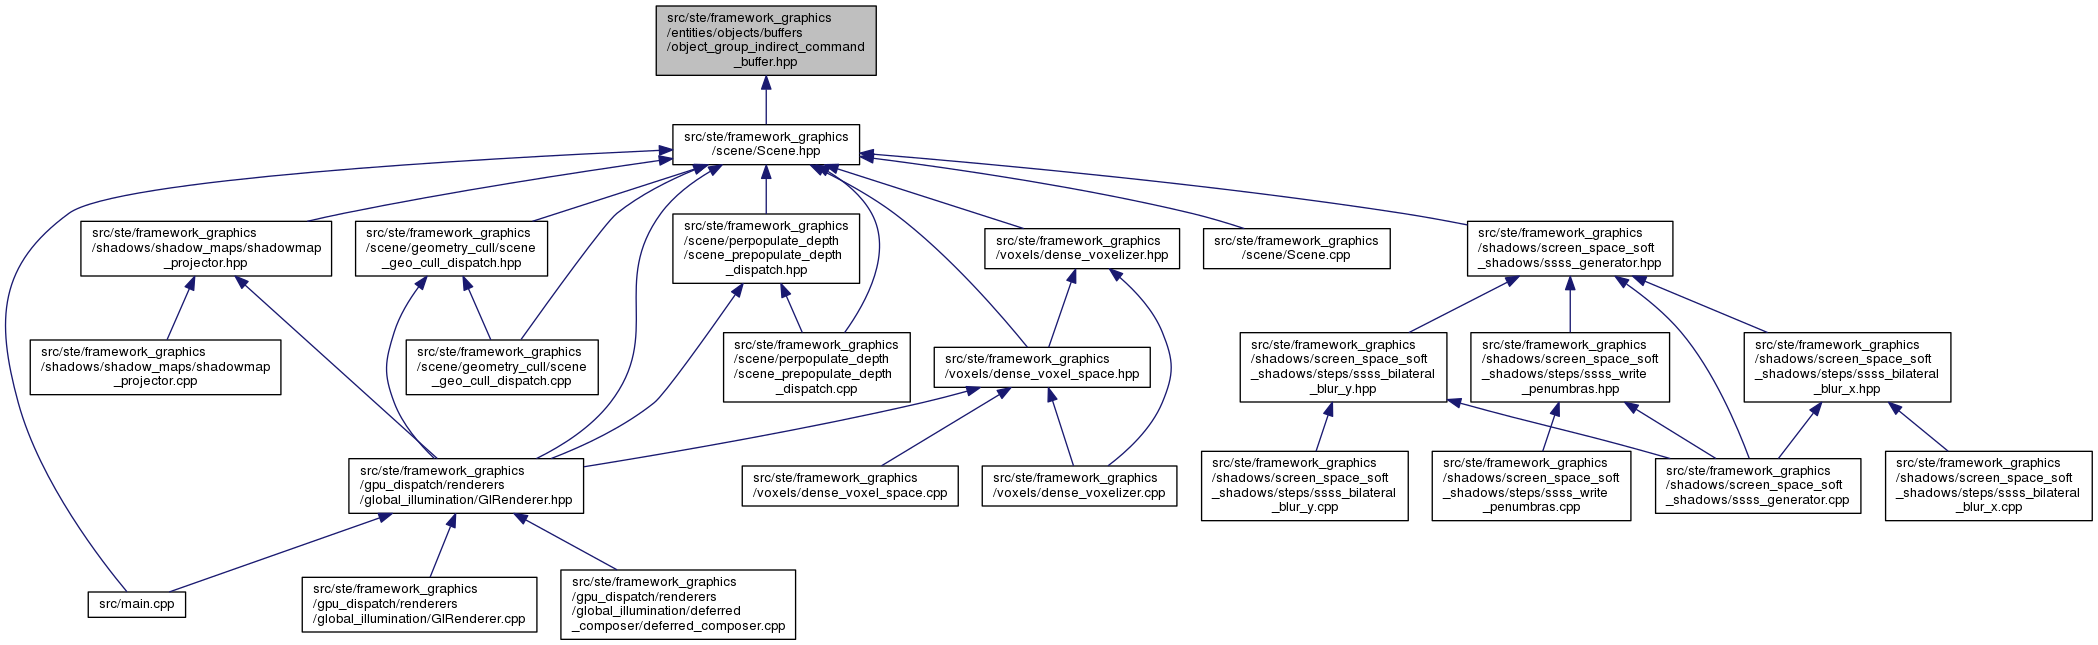 src/ste/framework_graphics
/entities/objects/buffers
/object_group_indirect_command
_buffer.hpp
src/ste/framework_graphics
/scene/Scene.hpp
src/ste/framework_graphics
/shadows/shadow_maps/shadowmap
_projector.hpp
src/ste/framework_graphics
/scene/geometry_cull/scene
_geo_cull_dispatch.hpp
src/ste/framework_graphics
/scene/perpopulate_depth
/scene_prepopulate_depth
_dispatch.hpp
src/ste/framework_graphics
/voxels/dense_voxelizer.hpp
src/ste/framework_graphics
/scene/Scene.cpp
src/ste/framework_graphics
/shadows/screen_space_soft
_shadows/ssss_generator.hpp
src/ste/framework_graphics
/shadows/shadow_maps/shadowmap
_projector.cpp
src/ste/framework_graphics
/scene/geometry_cull/scene
_geo_cull_dispatch.cpp
src/ste/framework_graphics
/scene/perpopulate_depth
/scene_prepopulate_depth
_dispatch.cpp
src/ste/framework_graphics
/voxels/dense_voxel_space.hpp
src/ste/framework_graphics
/shadows/screen_space_soft
_shadows/steps/ssss_bilateral
_blur_y.hpp
src/ste/framework_graphics
/shadows/screen_space_soft
_shadows/steps/ssss_write
_penumbras.hpp
src/ste/framework_graphics
/shadows/screen_space_soft
_shadows/steps/ssss_bilateral
_blur_x.hpp
src/ste/framework_graphics
/gpu_dispatch/renderers
/global_illumination/GIRenderer.hpp
src/ste/framework_graphics
/voxels/dense_voxel_space.cpp
src/ste/framework_graphics
/voxels/dense_voxelizer.cpp
src/ste/framework_graphics
/shadows/screen_space_soft
_shadows/steps/ssss_bilateral
_blur_y.cpp
src/ste/framework_graphics
/shadows/screen_space_soft
_shadows/steps/ssss_write
_penumbras.cpp
src/ste/framework_graphics
/shadows/screen_space_soft
_shadows/ssss_generator.cpp
src/ste/framework_graphics
/shadows/screen_space_soft
_shadows/steps/ssss_bilateral
_blur_x.cpp
src/main.cpp
src/ste/framework_graphics
/gpu_dispatch/renderers
/global_illumination/GIRenderer.cpp
src/ste/framework_graphics
/gpu_dispatch/renderers
/global_illumination/deferred
_composer/deferred_composer.cpp